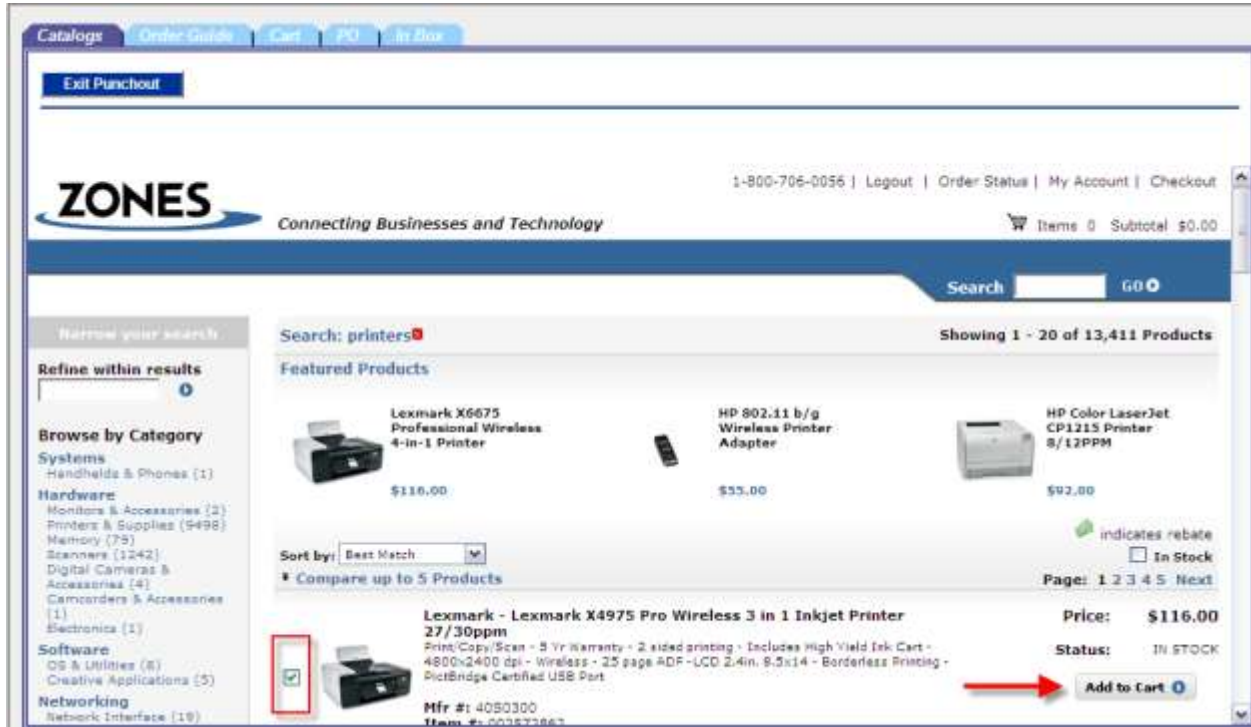 Catalogs Order Guide Cart PO In Box
Exit Punchout
ZONES
1-800-706-0056 | Logout | Order Status | My Account | Checkout
Connecting Businesses and Technology
Items 0 Subtotal $0.00
Search GO
Narrow your search
Search: printers
Showing 1 - 20 of 13,411 Products
Refine within results
Browse by Category
Systems
Handhelds & Phones (1)
Hardware
Monitors & Accessories (2)
Printers & Supplies (9498)
Memory (79)
Scanners (1242)
Digital Cameras &
Accessories (4)
Camcorders & Accessories
(1)
Electronics (1)
Software
OS & Utilities (8)
Creative Applications (5)
Networking
Network Interface (19)
Featured Products
Lexmark X6675
Professional Wireless
4-in-1 Printer
$116.00
HP 802.11 b/g
Wireless Printer
Adapter
$55.00
HP Color LaserJet
CP1215 Printer
8/12PPM
$92.00
indicates rebate
Sort by: Best Match
In Stock
Compare up to 5 Products
Page: 1 2 3 4 5 Next
Lexmark - Lexmark X4975 Pro Wireless 3 in 1 Inkjet Printer
27/30ppm
Print/Copy/Scan - 5 Yr Warranty - 2 sided printing - Includes High Yield Ink Cart -
4800x2400 dpi - Wireless - 25 page ADF -LCD 2.4in. 8.5x14 - Borderless Printing -
PictBridge Certified USB Port
Mfr #: 4050300
Item #: 002573862
Price: $116.00
Status: IN STOCK
Add to Cart